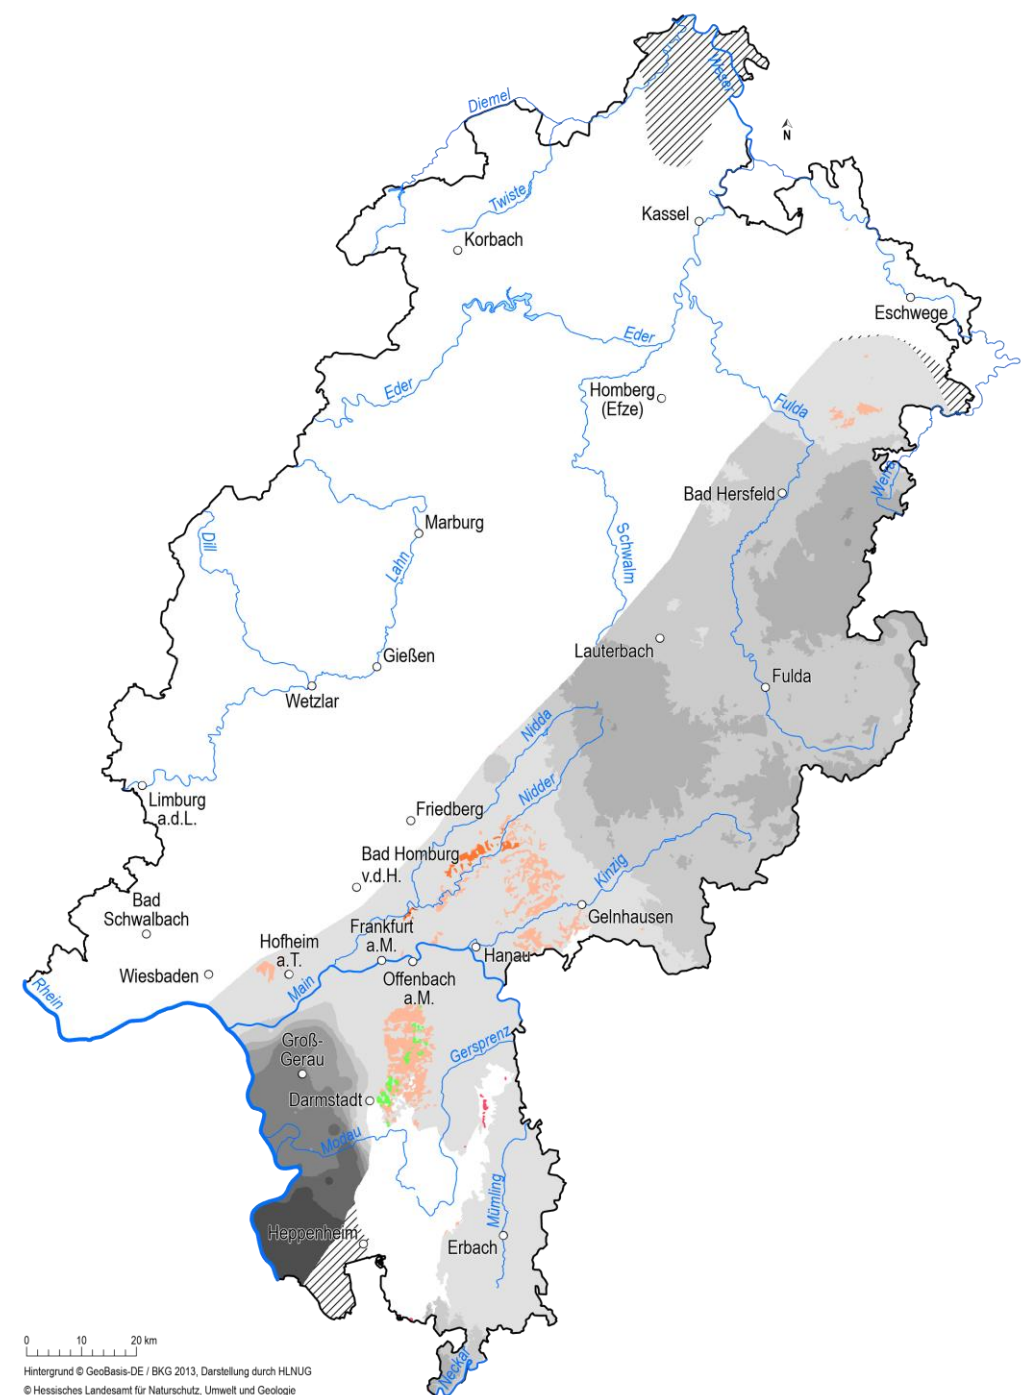 Weser
Diemel
N
Twiste
Kassel
Korbach
Eschwege
Eder
Eder
Homberg
(Efze)
Fulda
Werra
Bad Hersfeld
Marburg
Dill
Lahn
Schwalm
Gießen
Lauterbach
Wetzlar
Fulda
Nidda
Limburg
a.d.L.
Nidder
Friedberg
Bad Homburg
v.d.H.
Kinzig
Bad
Schwalbach
Gelnhausen
Frankfurt
a.M.
Hofheim
a.T.
Hanau
Wiesbaden
Offenbach
a.M.
Rhein
Main
Groß-
Gerau
Gersprenz
Darmstadt
Modau
Mümling
Heppenheim
Erbach
Neckar
0 10 20 km
Hintergrund © GeoBasis-DE / BKG 2013, Darstellung durch HLNUG
© Hessisches Landesamt für Naturschutz, Umwelt und Geologie